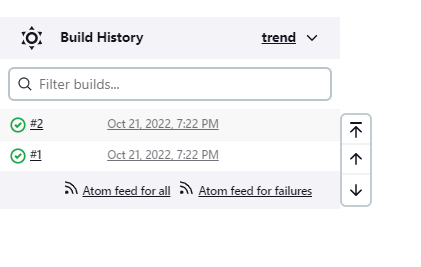 Build History trend
Filter builds...
#2 Oct 21, 2022, 7:22 PM
#1 Oct 21, 2022, 7:22 PM
Atom feed for all Atom feed for failures